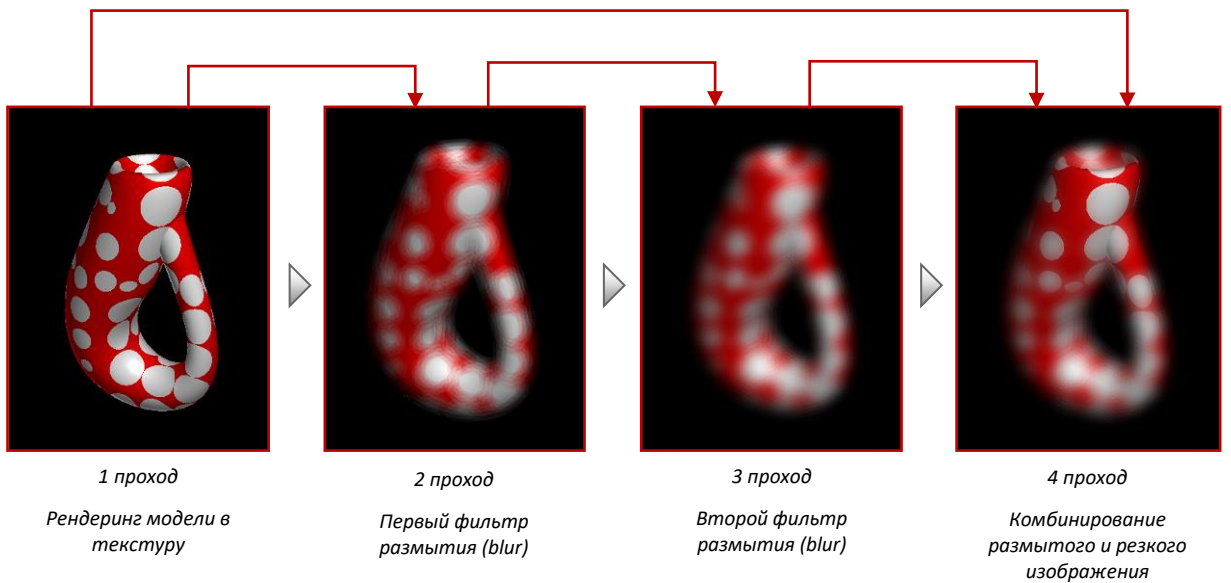 1 проход
Рендеринг модели в
текстуру
2 проход
Первый фильтр
размытия (blur)
3 проход
Второй фильтр
размытия (blur)
4 проход
Комбинирование
размытого и резкого
изображения